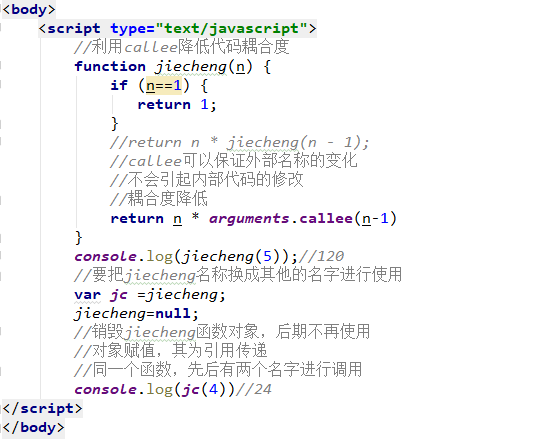 <body>
<script type="text/javascript">
//利用callee降低代码耦合度
function jiecheng(n) {
if (n==1) {
return 1;
}
//return n * jiecheng(n - 1);
//callee可以保证外部名称的变化
//不会引起内部代码的修改
//耦合度降低
return n * arguments.callee(n-1)
}
console.log(jiecheng(5));//120
//要把jiecheng名称换成其他的名字进行使用
var jc =jiecheng;
jiecheng=null;
//销毁jiecheng函数对象，后期不再使用
//对象赋值，其为引用传递
//同一个函数，先后有两个名字进行调用
console.log(jc(4))//24
</script>
</body>